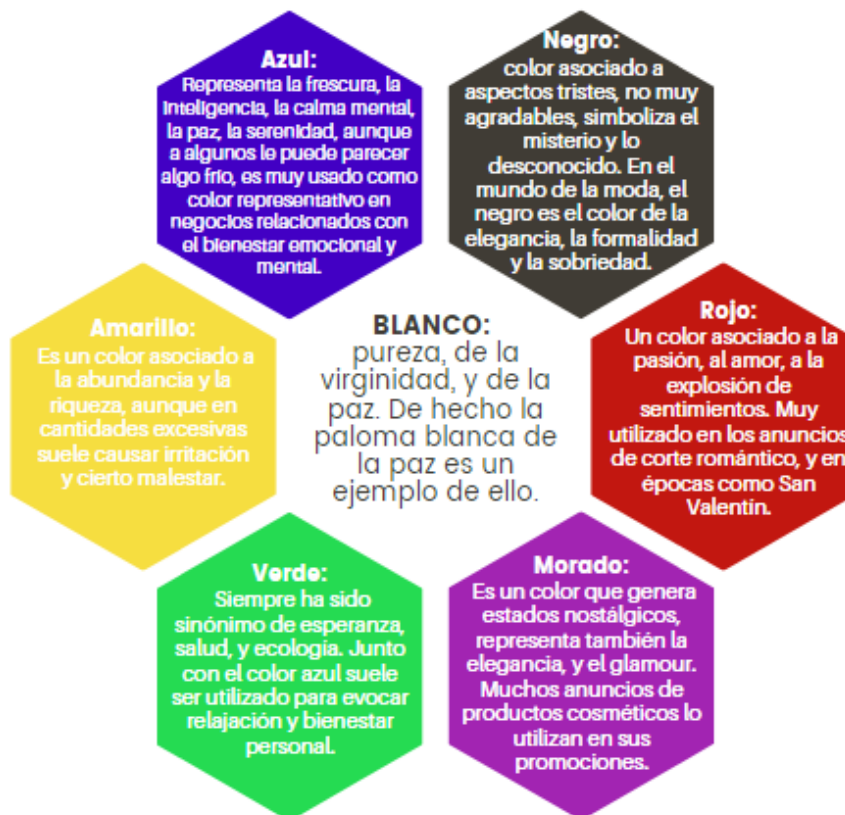 Azul:
Representa la frescura, la
inteligencia, la calma mental,
la paz, la serenidad, aunque
a algunos le puede parecer
algo frío, es muy usado como
color representativo en
negocios relacionados con
el bienestar emocional y
mental.
Negro:
color asociado a
aspectos tristes, no muy
agradables, simboliza el
misterio y lo
desconocido. En el
mundo de la moda, el
negro es el color de la
elegancia, la formalidad
y la sobriedad.
Amarillo:
Es un color asociado a
la abundancia y la
riqueza, aunque en
cantidades excesivas
suele causar irritación
y cierto malestar.
BLANCO:
pureza, de la
virginidad, y de la
paz. De hecho la
paloma blanca de
la paz es un
ejemplo de ello.
Rojo:
Un color asociado a la
pasión, al amor, a la
explosión de
sentimientos. Muy
utilizado en los anuncios
de corte romántico, y en
épocas como San
Valentín.
Verde:
Siempre ha sido
sinónimo de esperanza,
salud, y ecología. Junto
con el color azul suele
ser utilizado para evocar
relajación y bienestar
personal.
Morado:
Es un color que genera
estados nostálgicos,
representa también la
elegancia, y el glamour.
Muchos anuncios de
productos cosméticos lo
utilizan en sus
promociones.